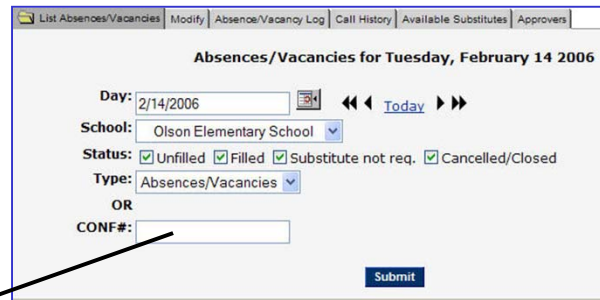 List Absences/Vacancies Modify Absence/Vacancy Log Call History Available Substitutes Approvers
Absences/Vacancies for Tuesday, February 14 2006
Day: 2/14/2006 Today
School: Olson Elementary School
Status: Unfilled Filled Substitute not req. Cancelled/Closed
Type: Absences/Vacancies
OR
CONF#:
Submit